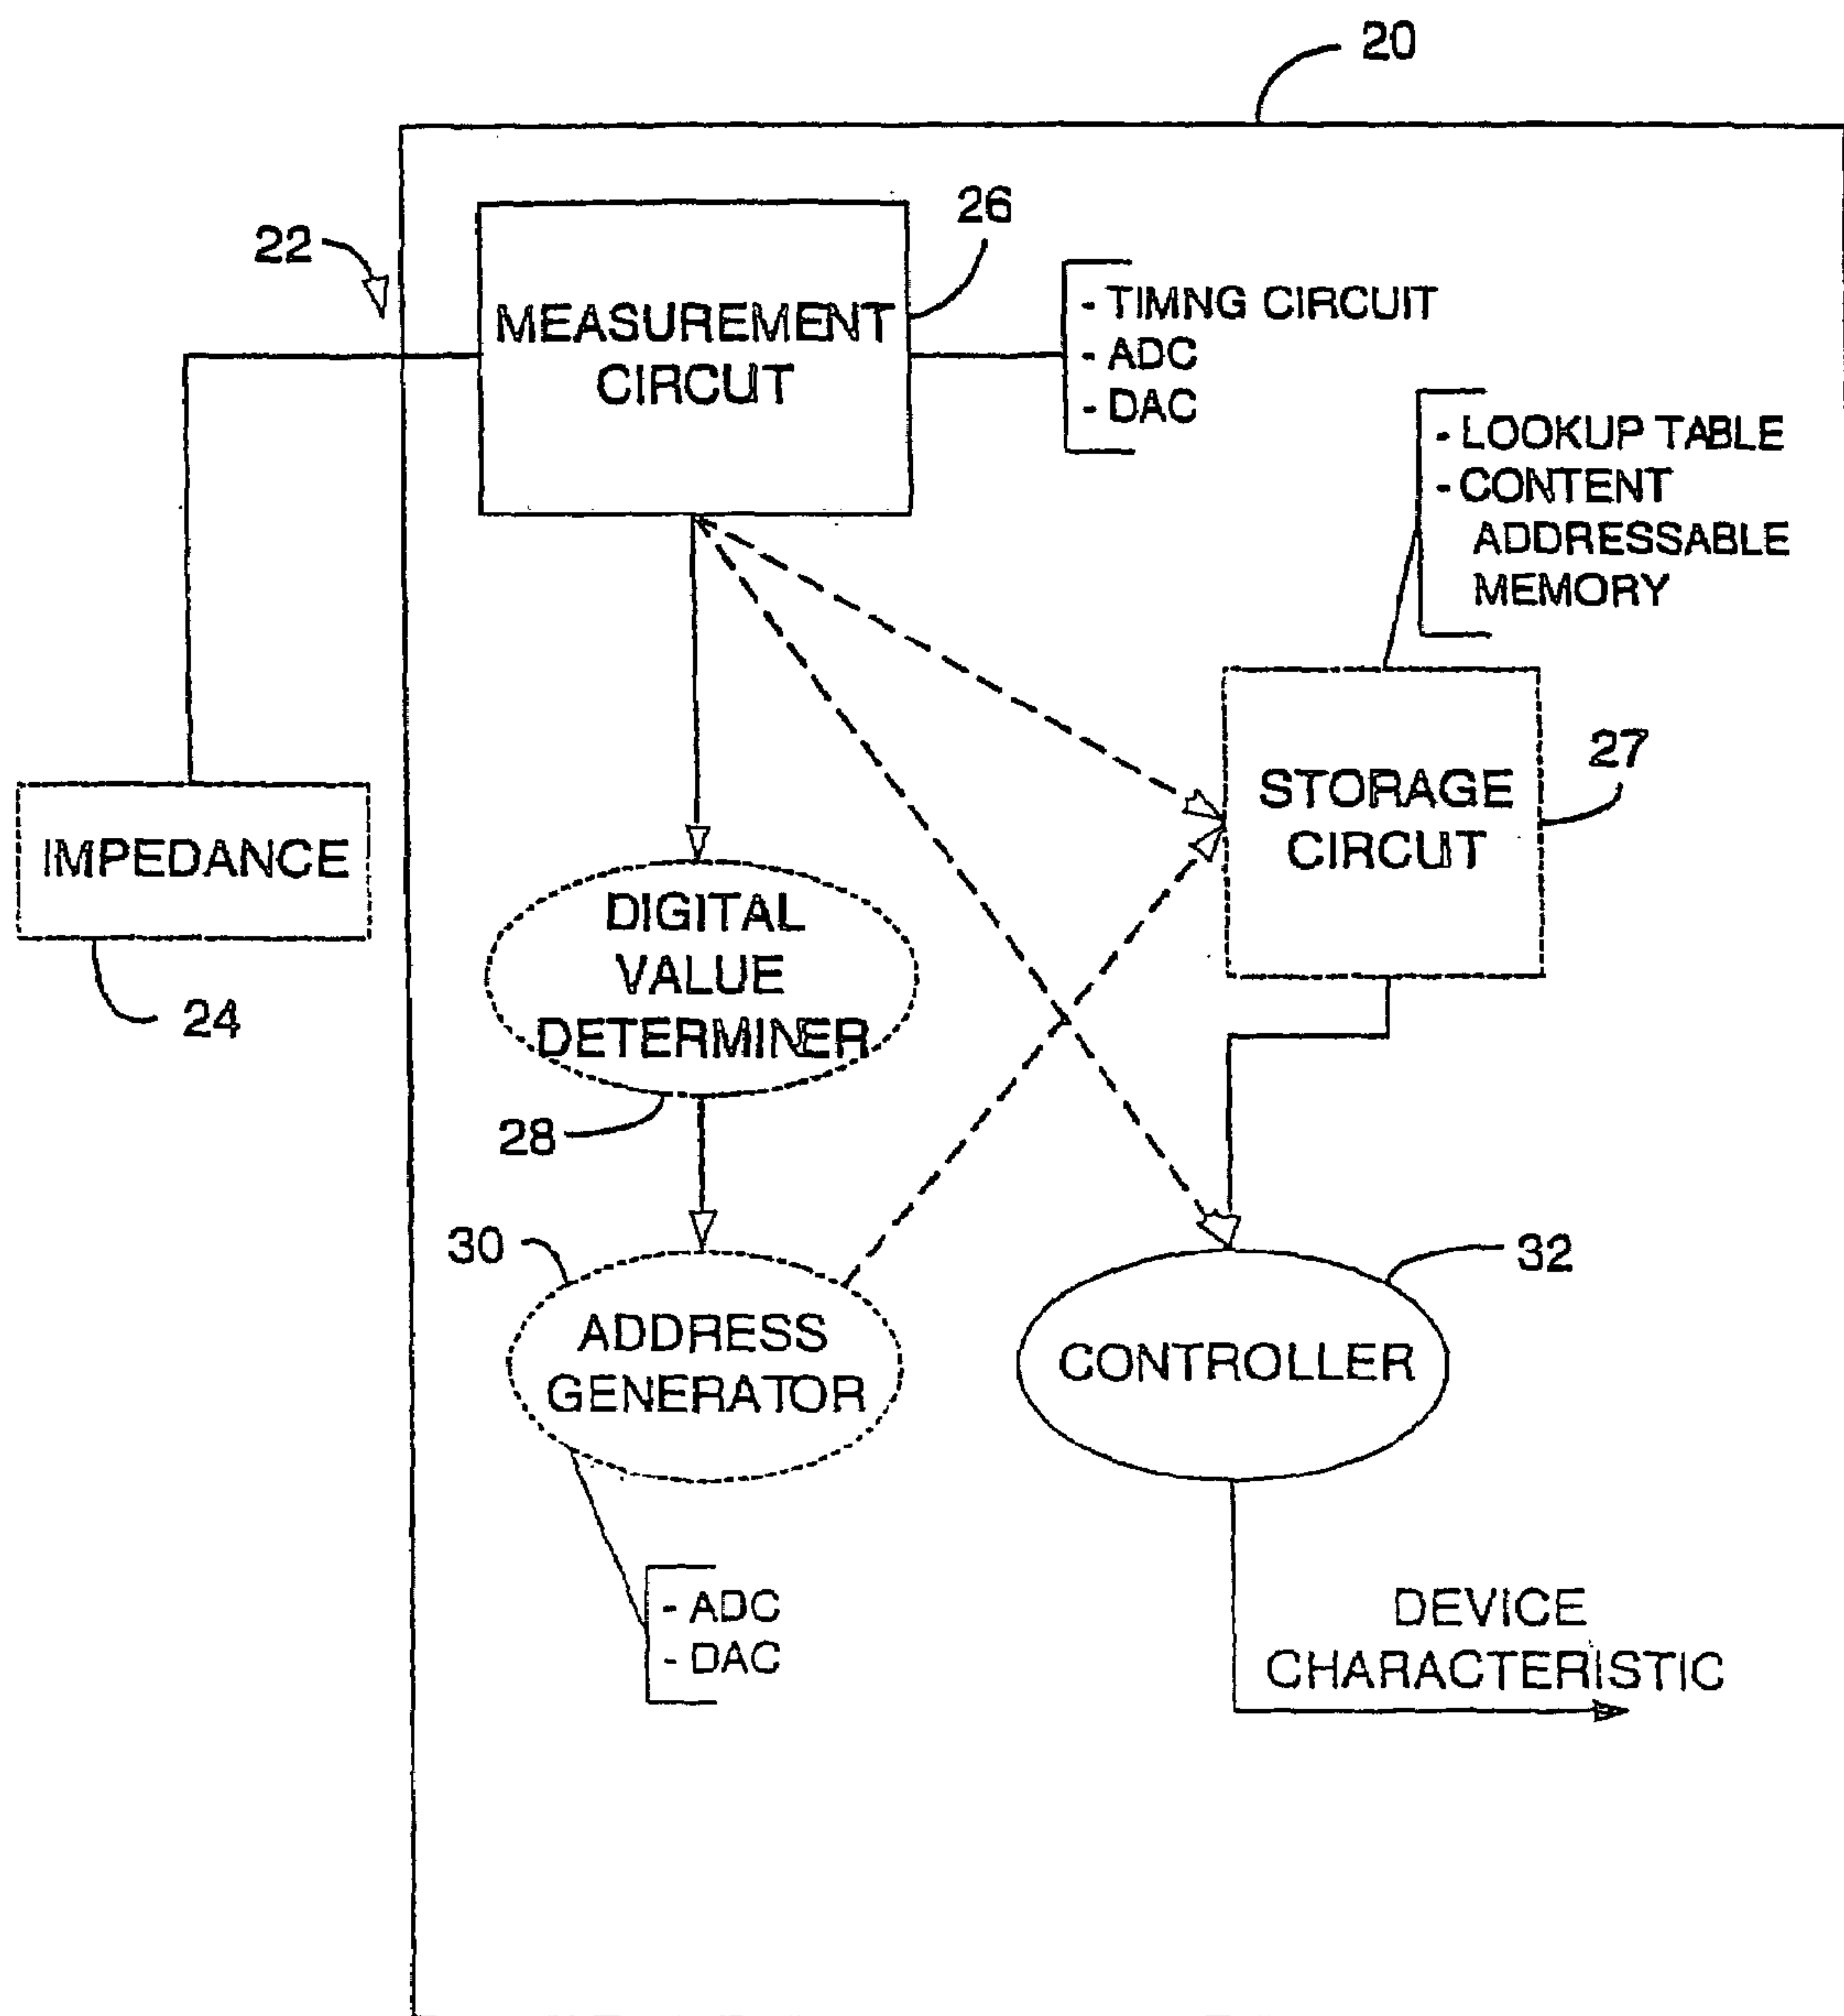 20
26
22
MEASUREMENT
CIRCUIT
- TIMNG CIRCUIT
- ADC
- DAC
- LOOKUP TABLE
- CONTENT
ADDRESSABLE
MEMORY
27
STORAGE
CIRCUIT
IMPEDANCE
24
DIGITAL
VALUE
DETERMINER
28
30
32
ADDRESS
GENERATOR
CONTROLLER
- ADC
- DAC
DEVICE
CHARACTERISTIC